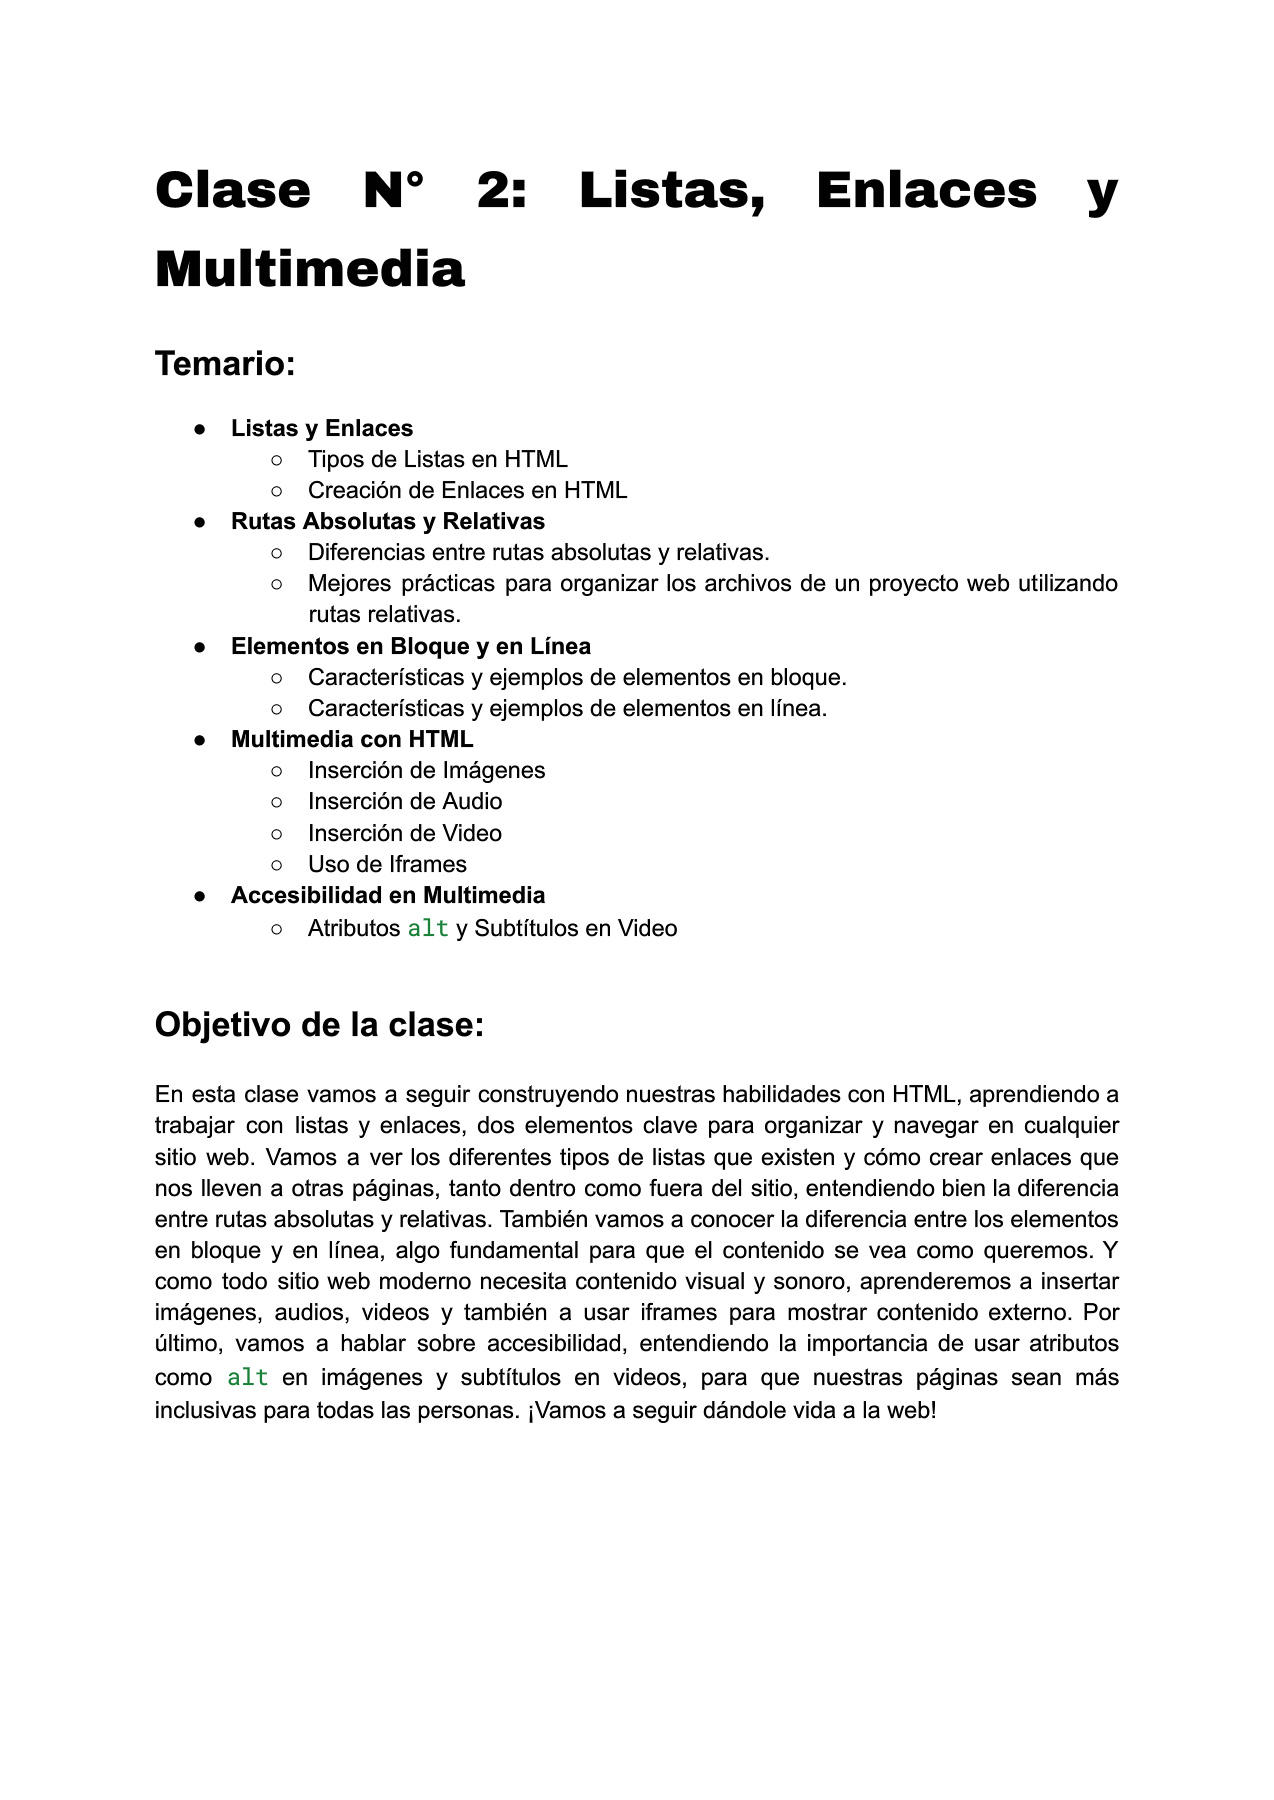 Clase N° 2: Listas, Enlaces y
Multimedia
Temario:
● Listas y Enlaces
○ Tipos de Listas en HTML
○ Creación de Enlaces en HTML
● Rutas Absolutas y Relativas
○ Diferencias entre rutas absolutas y relativas.
○ Mejores prácticas para organizar los archivos de un proyecto web utilizando
rutas relativas.
● Elementos en Bloque y en Línea
○ Características y ejemplos de elementos en bloque.
○ Características y ejemplos de elementos en línea.
● Multimedia con HTML
○ Inserción de Imágenes
○ Inserción de Audio
○ Inserción de Video
○ Uso de Iframes
● Accesibilidad en Multimedia
○ Atributos alt y Subtítulos en Video
Objetivo de la clase:
En esta clase vamos a seguir construyendo nuestras habilidades con HTML, aprendiendo a
trabajar con listas y enlaces, dos elementos clave para organizar y navegar en cualquier
sitio web. Vamos a ver los diferentes tipos de listas que existen y cómo crear enlaces que
nos lleven a otras páginas, tanto dentro como fuera del sitio, entendiendo bien la diferencia
entre rutas absolutas y relativas. También vamos a conocer la diferencia entre los elementos
en bloque y en línea, algo fundamental para que el contenido se vea como queremos. Y
como todo sitio web moderno necesita contenido visual y sonoro, aprenderemos a insertar
imágenes, audios, videos y también a usar iframes para mostrar contenido externo. Por
último, vamos a hablar sobre accesibilidad, entendiendo la importancia de usar atributos
como alt en imágenes y subtítulos en videos, para que nuestras páginas sean más
inclusivas para todas las personas. ¡Vamos a seguir dándole vida a la web!